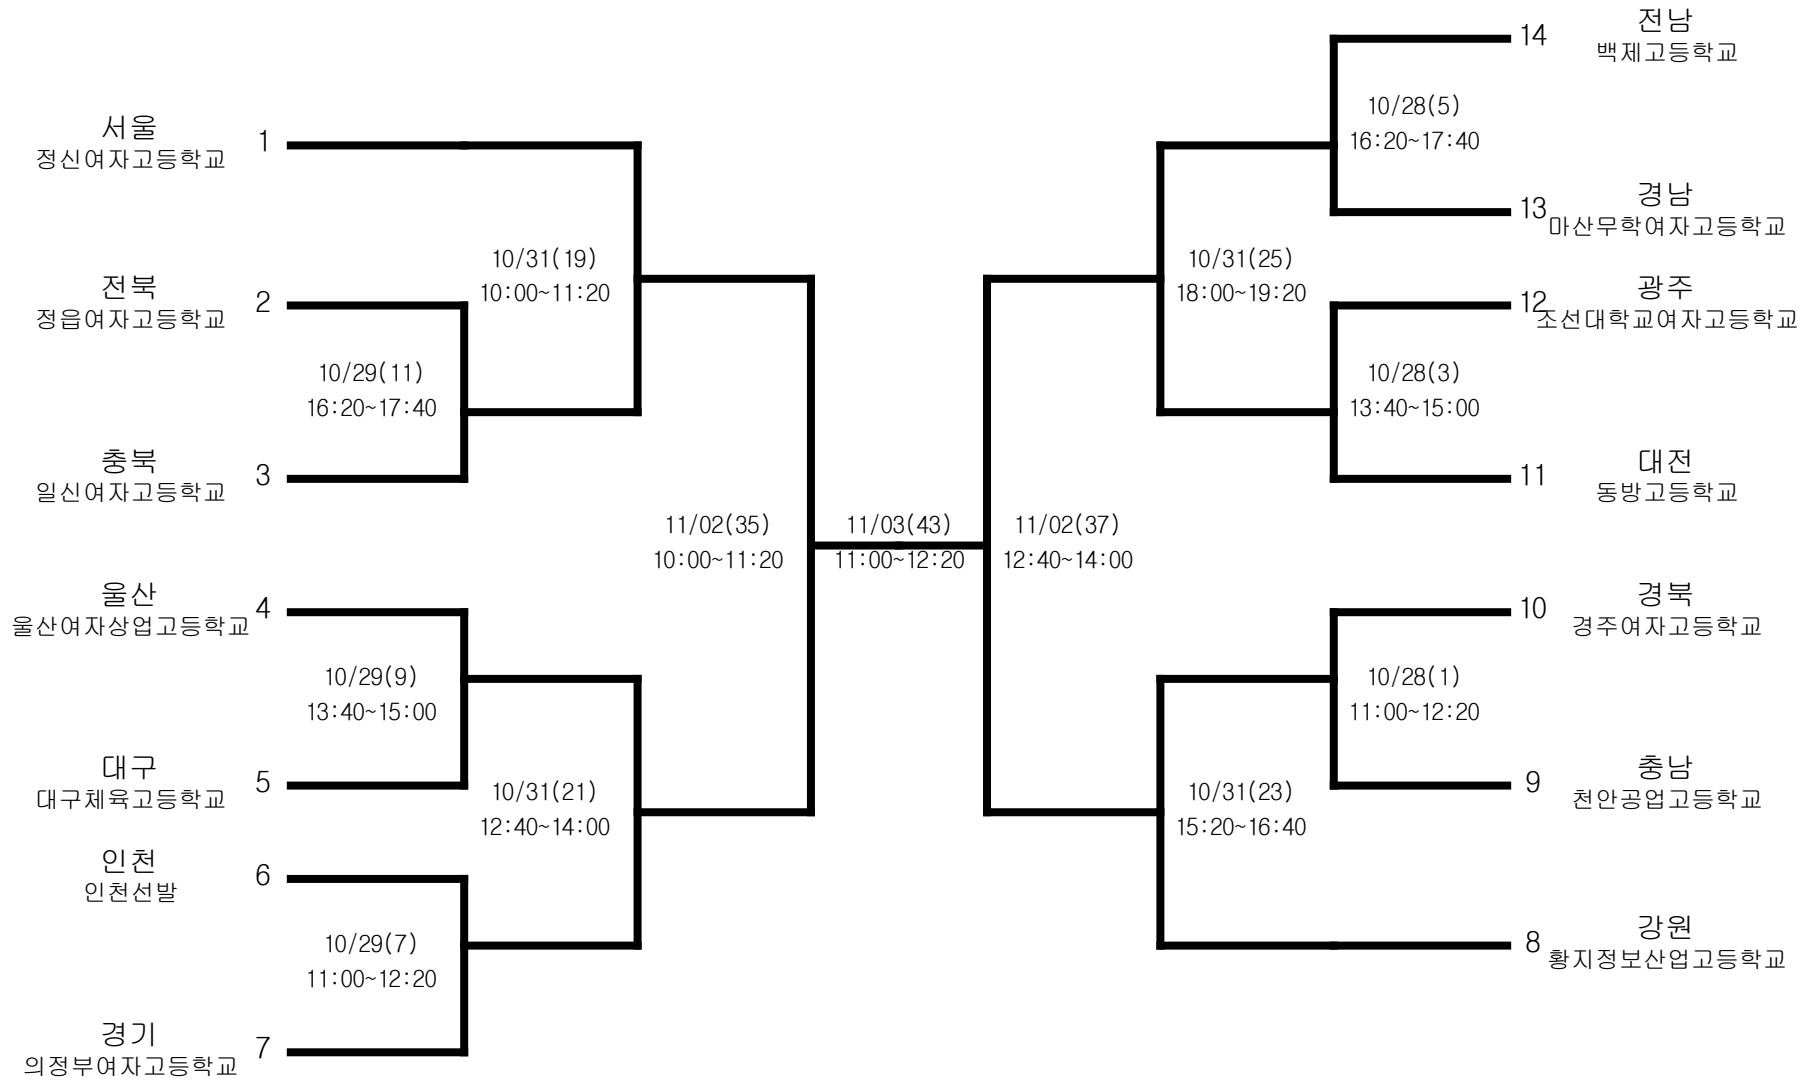 서울
정신여자고등학교
1
10/31(19)
10:00~11:20
전북
정읍여자고등학교
2
10/29(11)
16:20~17:40
충북
일신여자고등학교
3
11/02(35)
10:00~11:20
울산
울산여자상업고등학교
4
10/29(9)
13:40~15:00
대구
대구체육고등학교
5
10/31(21)
12:40~14:00
인천
인천선발
6
10/29(7)
11:00~12:20
경기
의정부여자고등학교
7
11/03(43)
11:00~12:20
14
전남
백제고등학교
10/28(5)
16:20~17:40
13
경남
마산무학여자고등학교
10/31(25)
18:00~19:20
12
광주
조선대학교여자고등학교
10/28(3)
13:40~15:00
11
대전
동방고등학교
11/02(37)
12:40~14:00
10
경북
경주여자고등학교
10/28(1)
11:00~12:20
9
충남
천안공업고등학교
10/31(23)
15:20~16:40
8
강원
황지정보산업고등학교